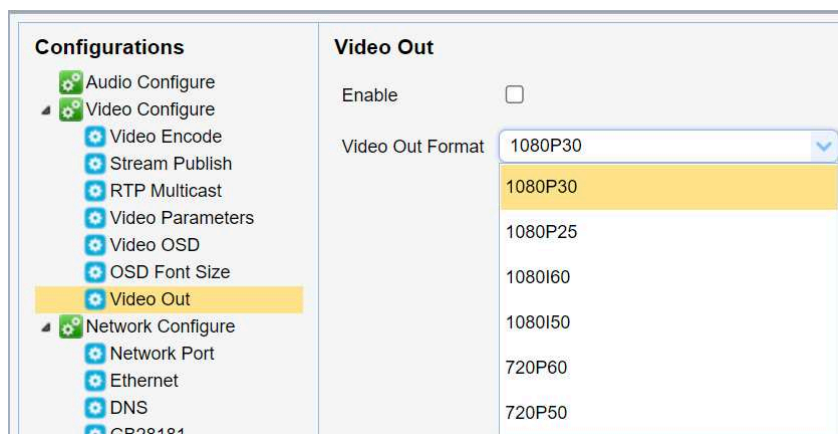 Configurations
Audio Configure
Video Configure
Video Encode
Stream Publish
RTP Multicast
Video Parameters
Video OSD
OSD Font Size
Video Out
Network Configure
Network Port
Ethernet
DNS
GB28181
Video Out
Enable
Video Out Format
1080P30
1080P30
1080P25
1080I60
1080I50
720P60
720P50